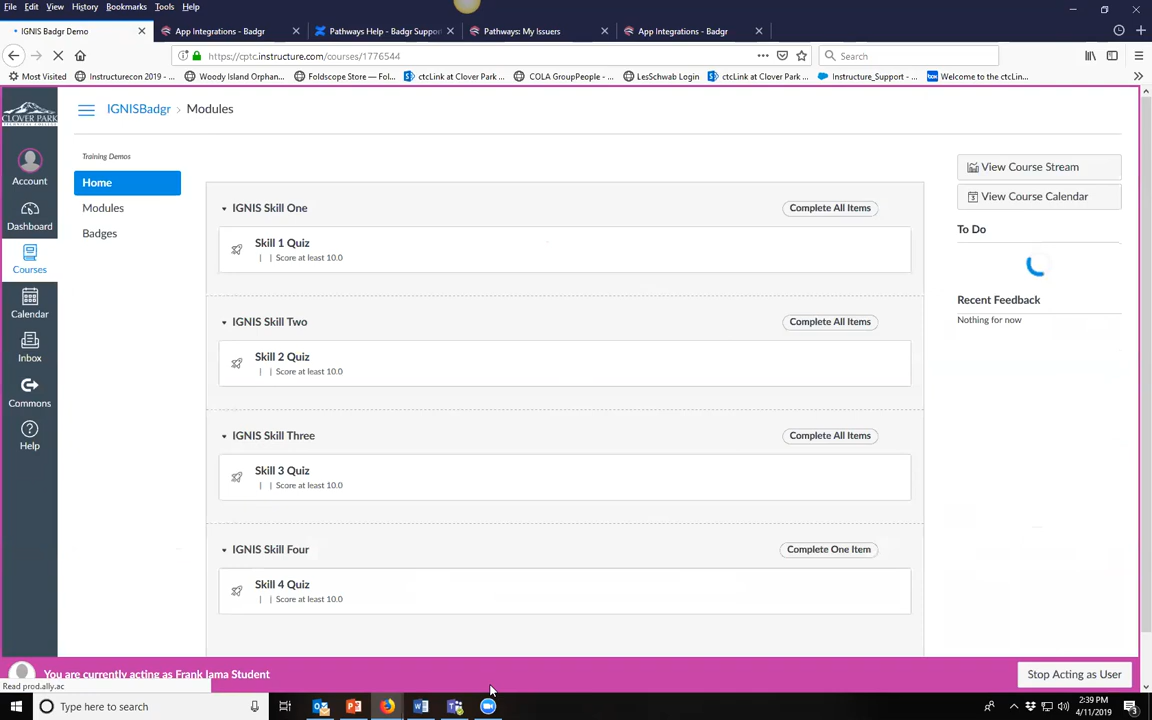 File Edit View History Bookmarks Tools Help
IGNIS Badgr Demo App Integrations - Badgr Pathways Help - Badgr Support Pathways: My Issuers App Integrations - Badgr
https://cptc.instructure.com/courses/1776544 Search
Most Visited Instructurecon 2019 - ... Woody Island Orphan... Foldscope Store — Fol... ctcLink at Clover Park ... COLA GroupPeople - ... LesSchwab Login ctcLink at Clover Park ... Instructure_Support - ... Welcome to the ctcLin...
CLOVER PARK
IGNISBadgr › Modules
Account
Dashboard
Courses
Calendar
Inbox
Commons
Help
Training Demos
Home
Modules
Badges
IGNIS Skill One Complete All Items
Skill 1 Quiz
| | Score at least 10.0
IGNIS Skill Two Complete All Items
Skill 2 Quiz
| | Score at least 10.0
IGNIS Skill Three Complete All Items
Skill 3 Quiz
| | Score at least 10.0
IGNIS Skill Four Complete One Item
Skill 4 Quiz
| | Score at least 10.0
View Course Stream
View Course Calendar
To Do
Recent Feedback
Nothing for now
You are currently acting as Frank Jama Student Stop Acting as User
Read prod.ally.ac
Type here to search
2:39 PM
4/11/2019